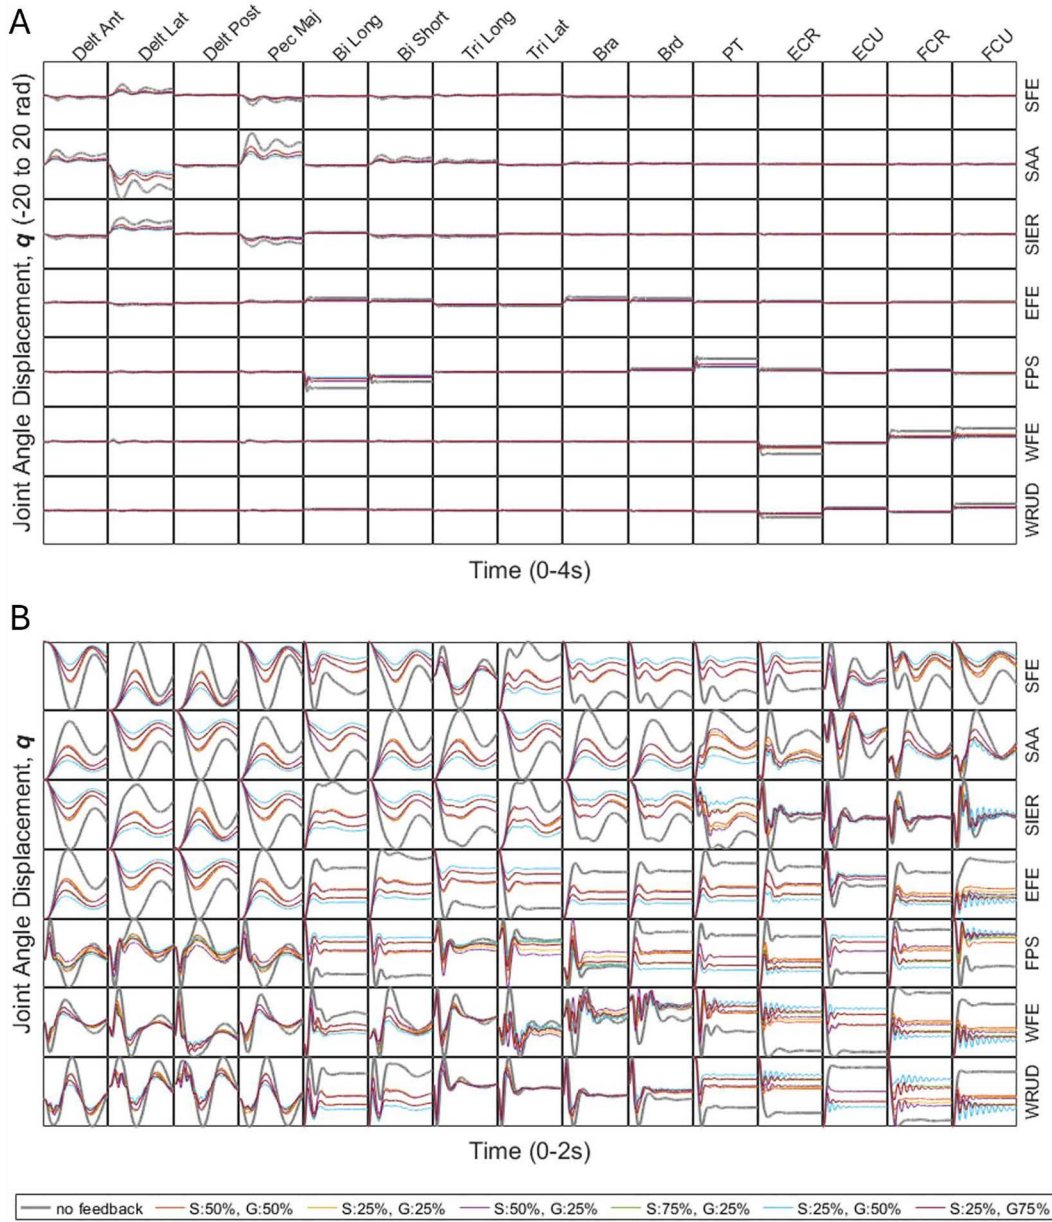 A
Delt Ant Delt Lat Delt Post Pec Maj Bi Long Bi Short Tri Long Tri Lat Bra Brd PT ECR ECU FCR FCU
Joint Angle Displacement, q (-20 to 20 rad)
SFE
SAA
SIER
EFE
FPS
WFE
WRUD
Time (0-4s)
B
Joint Angle Displacement, q
SFE
SAA
SIER
EFE
FPS
WFE
WRUD
Time (0-2s)
no feedback S:50%, G:50% S:25%, G:25% S:50%, G:25% S:75%, G:25% S:25%, G:50% S:25%, G75%